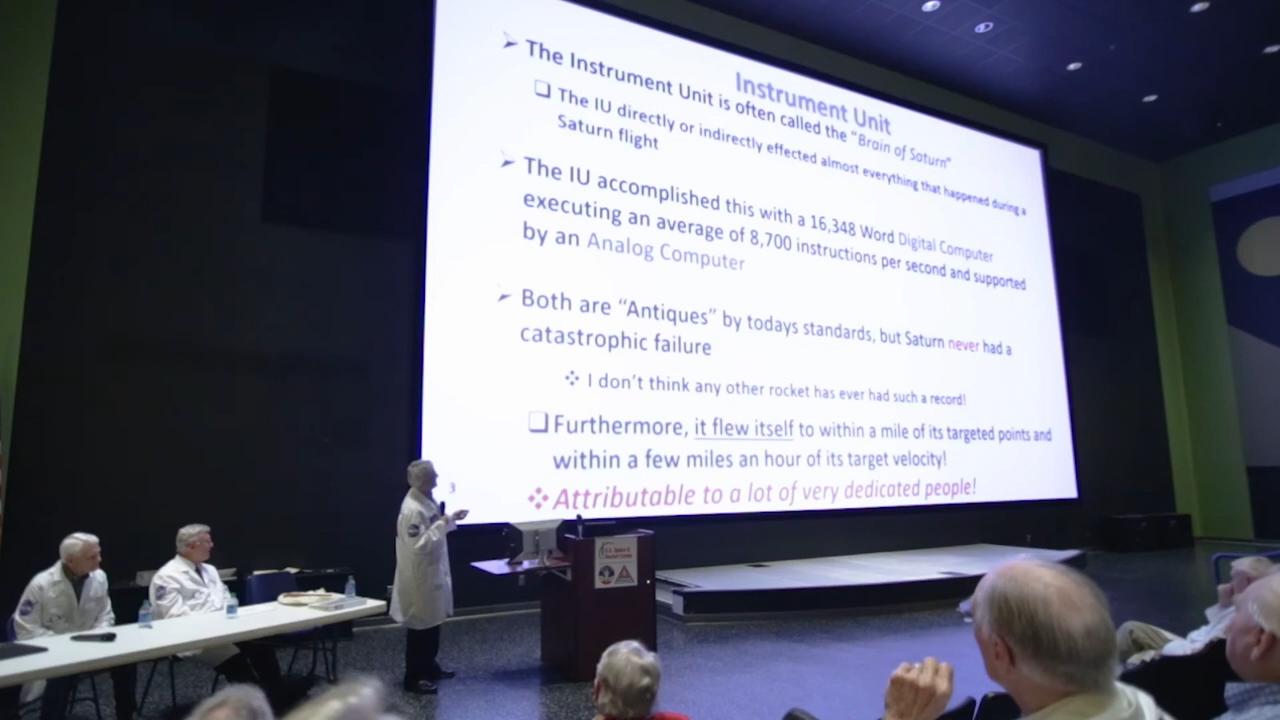 Instrument Unit
➢ The Instrument Unit is often called the “Brain of Saturn”
❑ The IU directly or indirectly effected almost everything that happened during a
Saturn flight
➢ The IU accomplished this with a 16,348 Word Digital Computer
executing an average of 8,700 instructions per second and supported
by an Analog Computer
➢ Both are “Antiques” by todays standards, but Saturn never had a
catastrophic failure
❖ I don’t think any other rocket has ever had such a record!
❑ Furthermore, it flew itself to within a mile of its targeted points and
within a few miles an hour of its target velocity!
❖ Attributable to a lot of very dedicated people!
3
U.S. Space &
Rocket Center